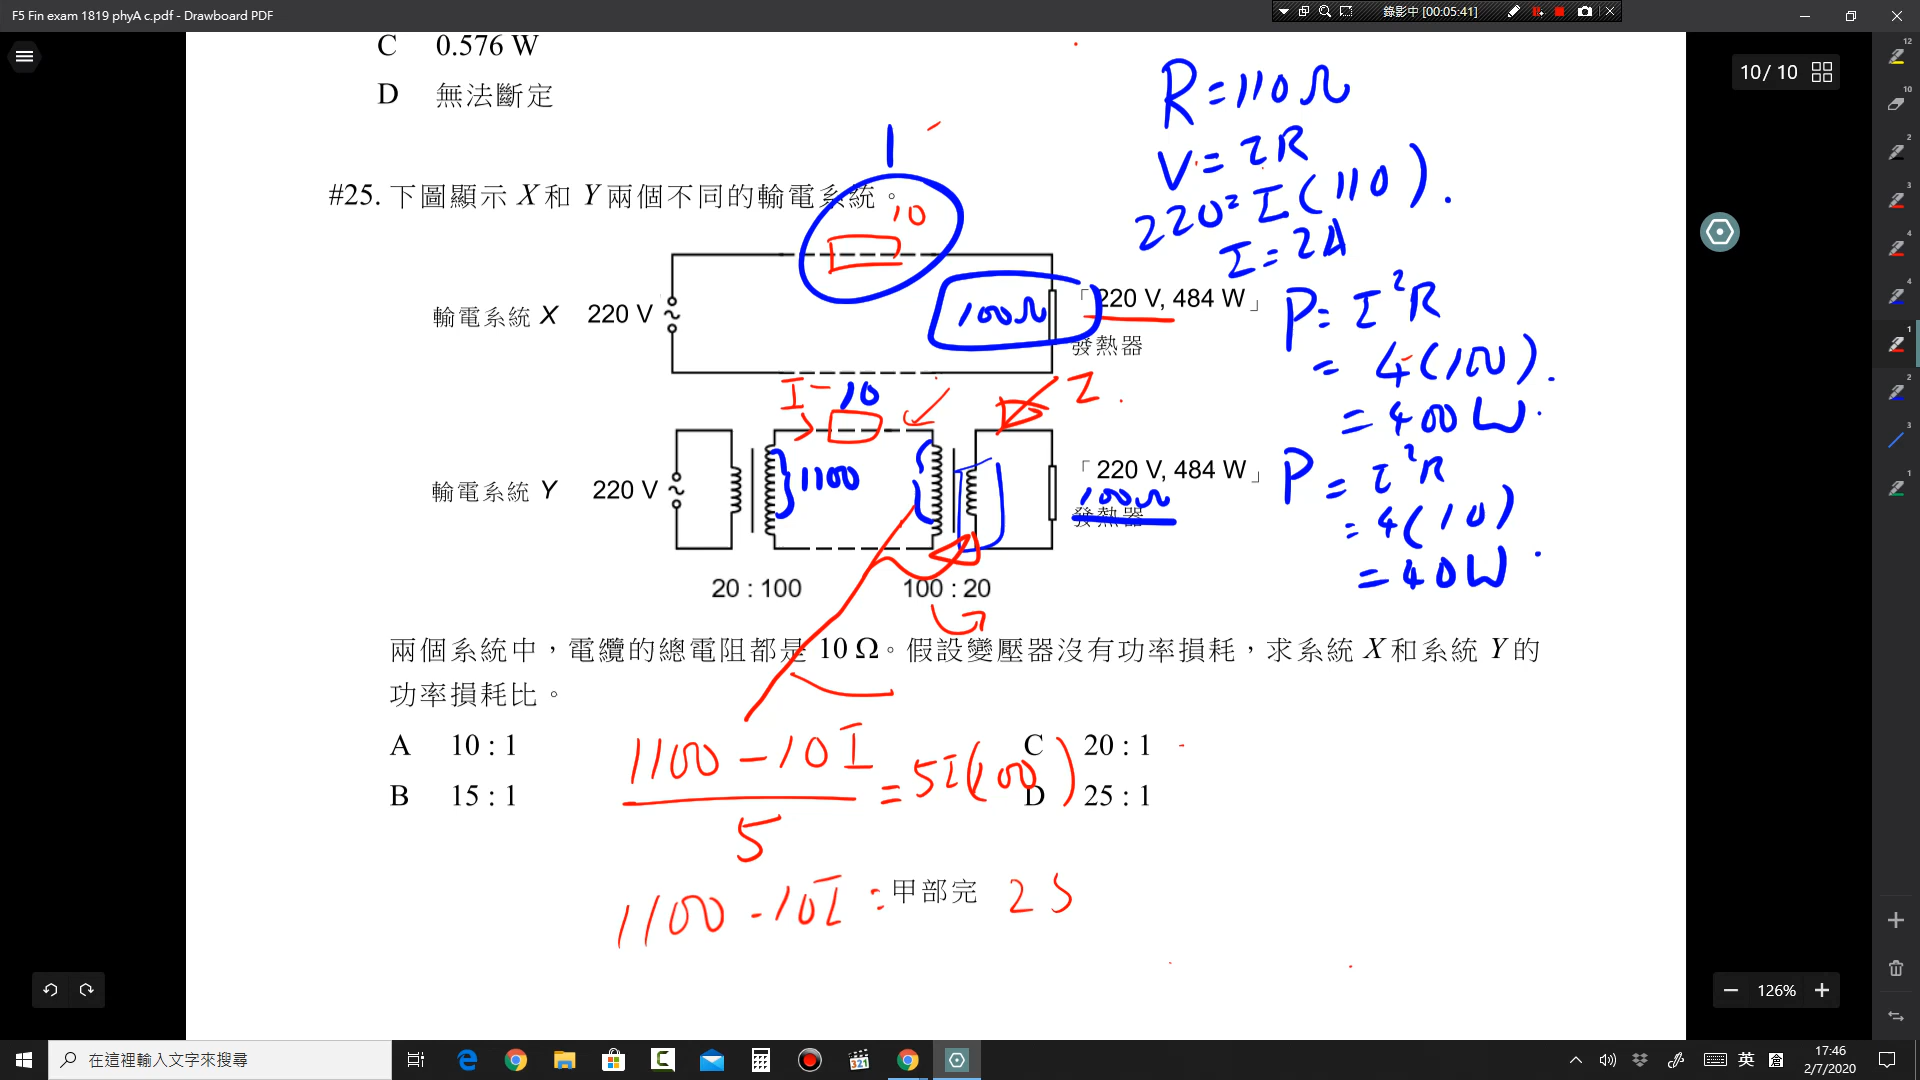 F5 Fin exam 1819 phyA c.pdf - Drawboard PDF
錄影中 [00:05:41]
10 / 10
C 0.576 W
D 無法斷定
R = 110 Ω
V = IR
220 = I (110).
I = 2A
1
#25. 下圖顯示 X 和 Y 兩個不同的輸電系統。
10
輸電系統 X 220 V
100Ω
「220 V, 484 W」
發熱器
P = I²R
= 4 (100).
= 400 W.
I 10
輸電系統 Y 220 V
1100
「220 V, 484 W」
100Ω
發熱器
P = I²R
= 4 (10)
= 40W
20 : 100
100 : 20
兩個系統中，電纜的總電阻都是 10 Ω。假設變壓器沒有功率損耗，求系統 X 和系統 Y 的
功率損耗比。
A 10 : 1
C 20 : 1
B 15 : 1
D 25 : 1
1100 - 10I
5
= 5I(100)
1100 - 10I =
甲部完
126%
在這裡輸入文字來搜尋
英
17:46
2/7/2020